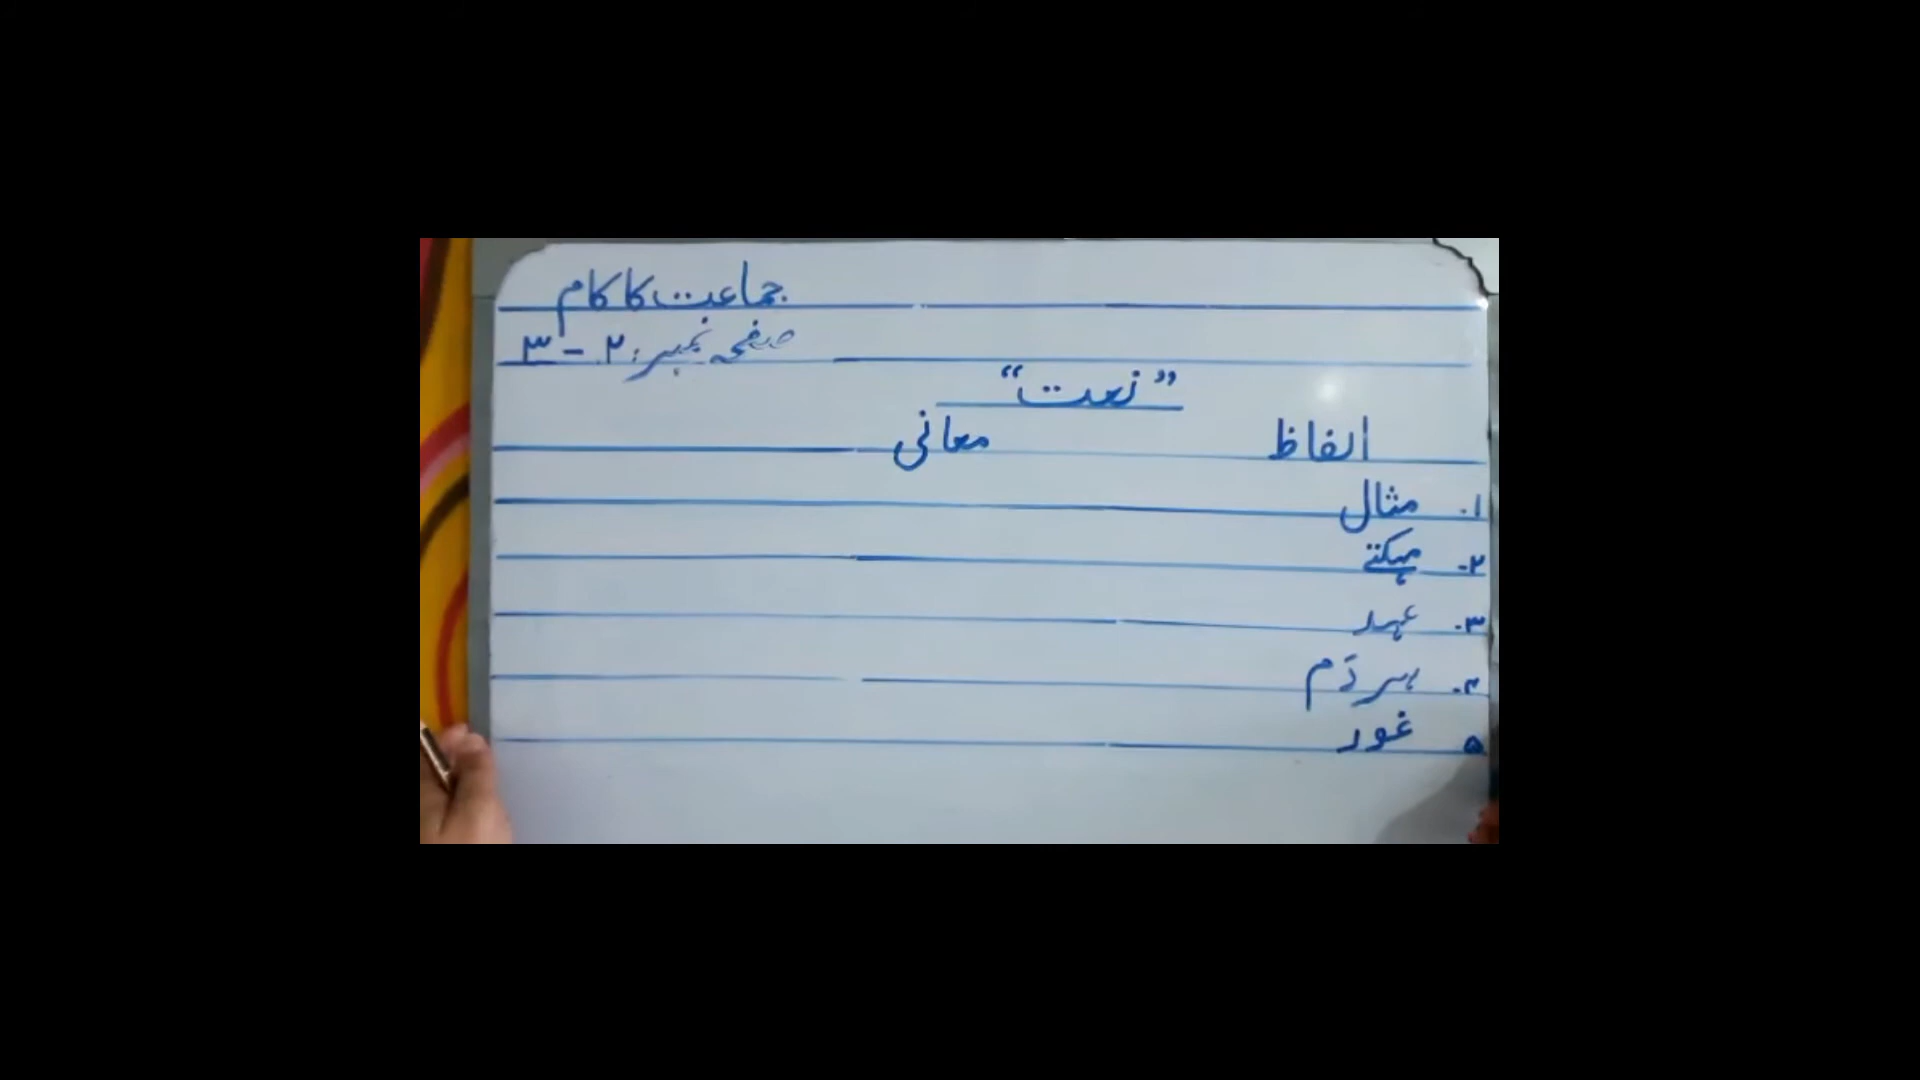 جماعت کا کام
صفحہ نمبر: ۲ - ۳
”نعت“
الفاظ معانی
۱. مثال
۲- مہکتے
۳- عہد
۴- ہر دَم
۵ غور